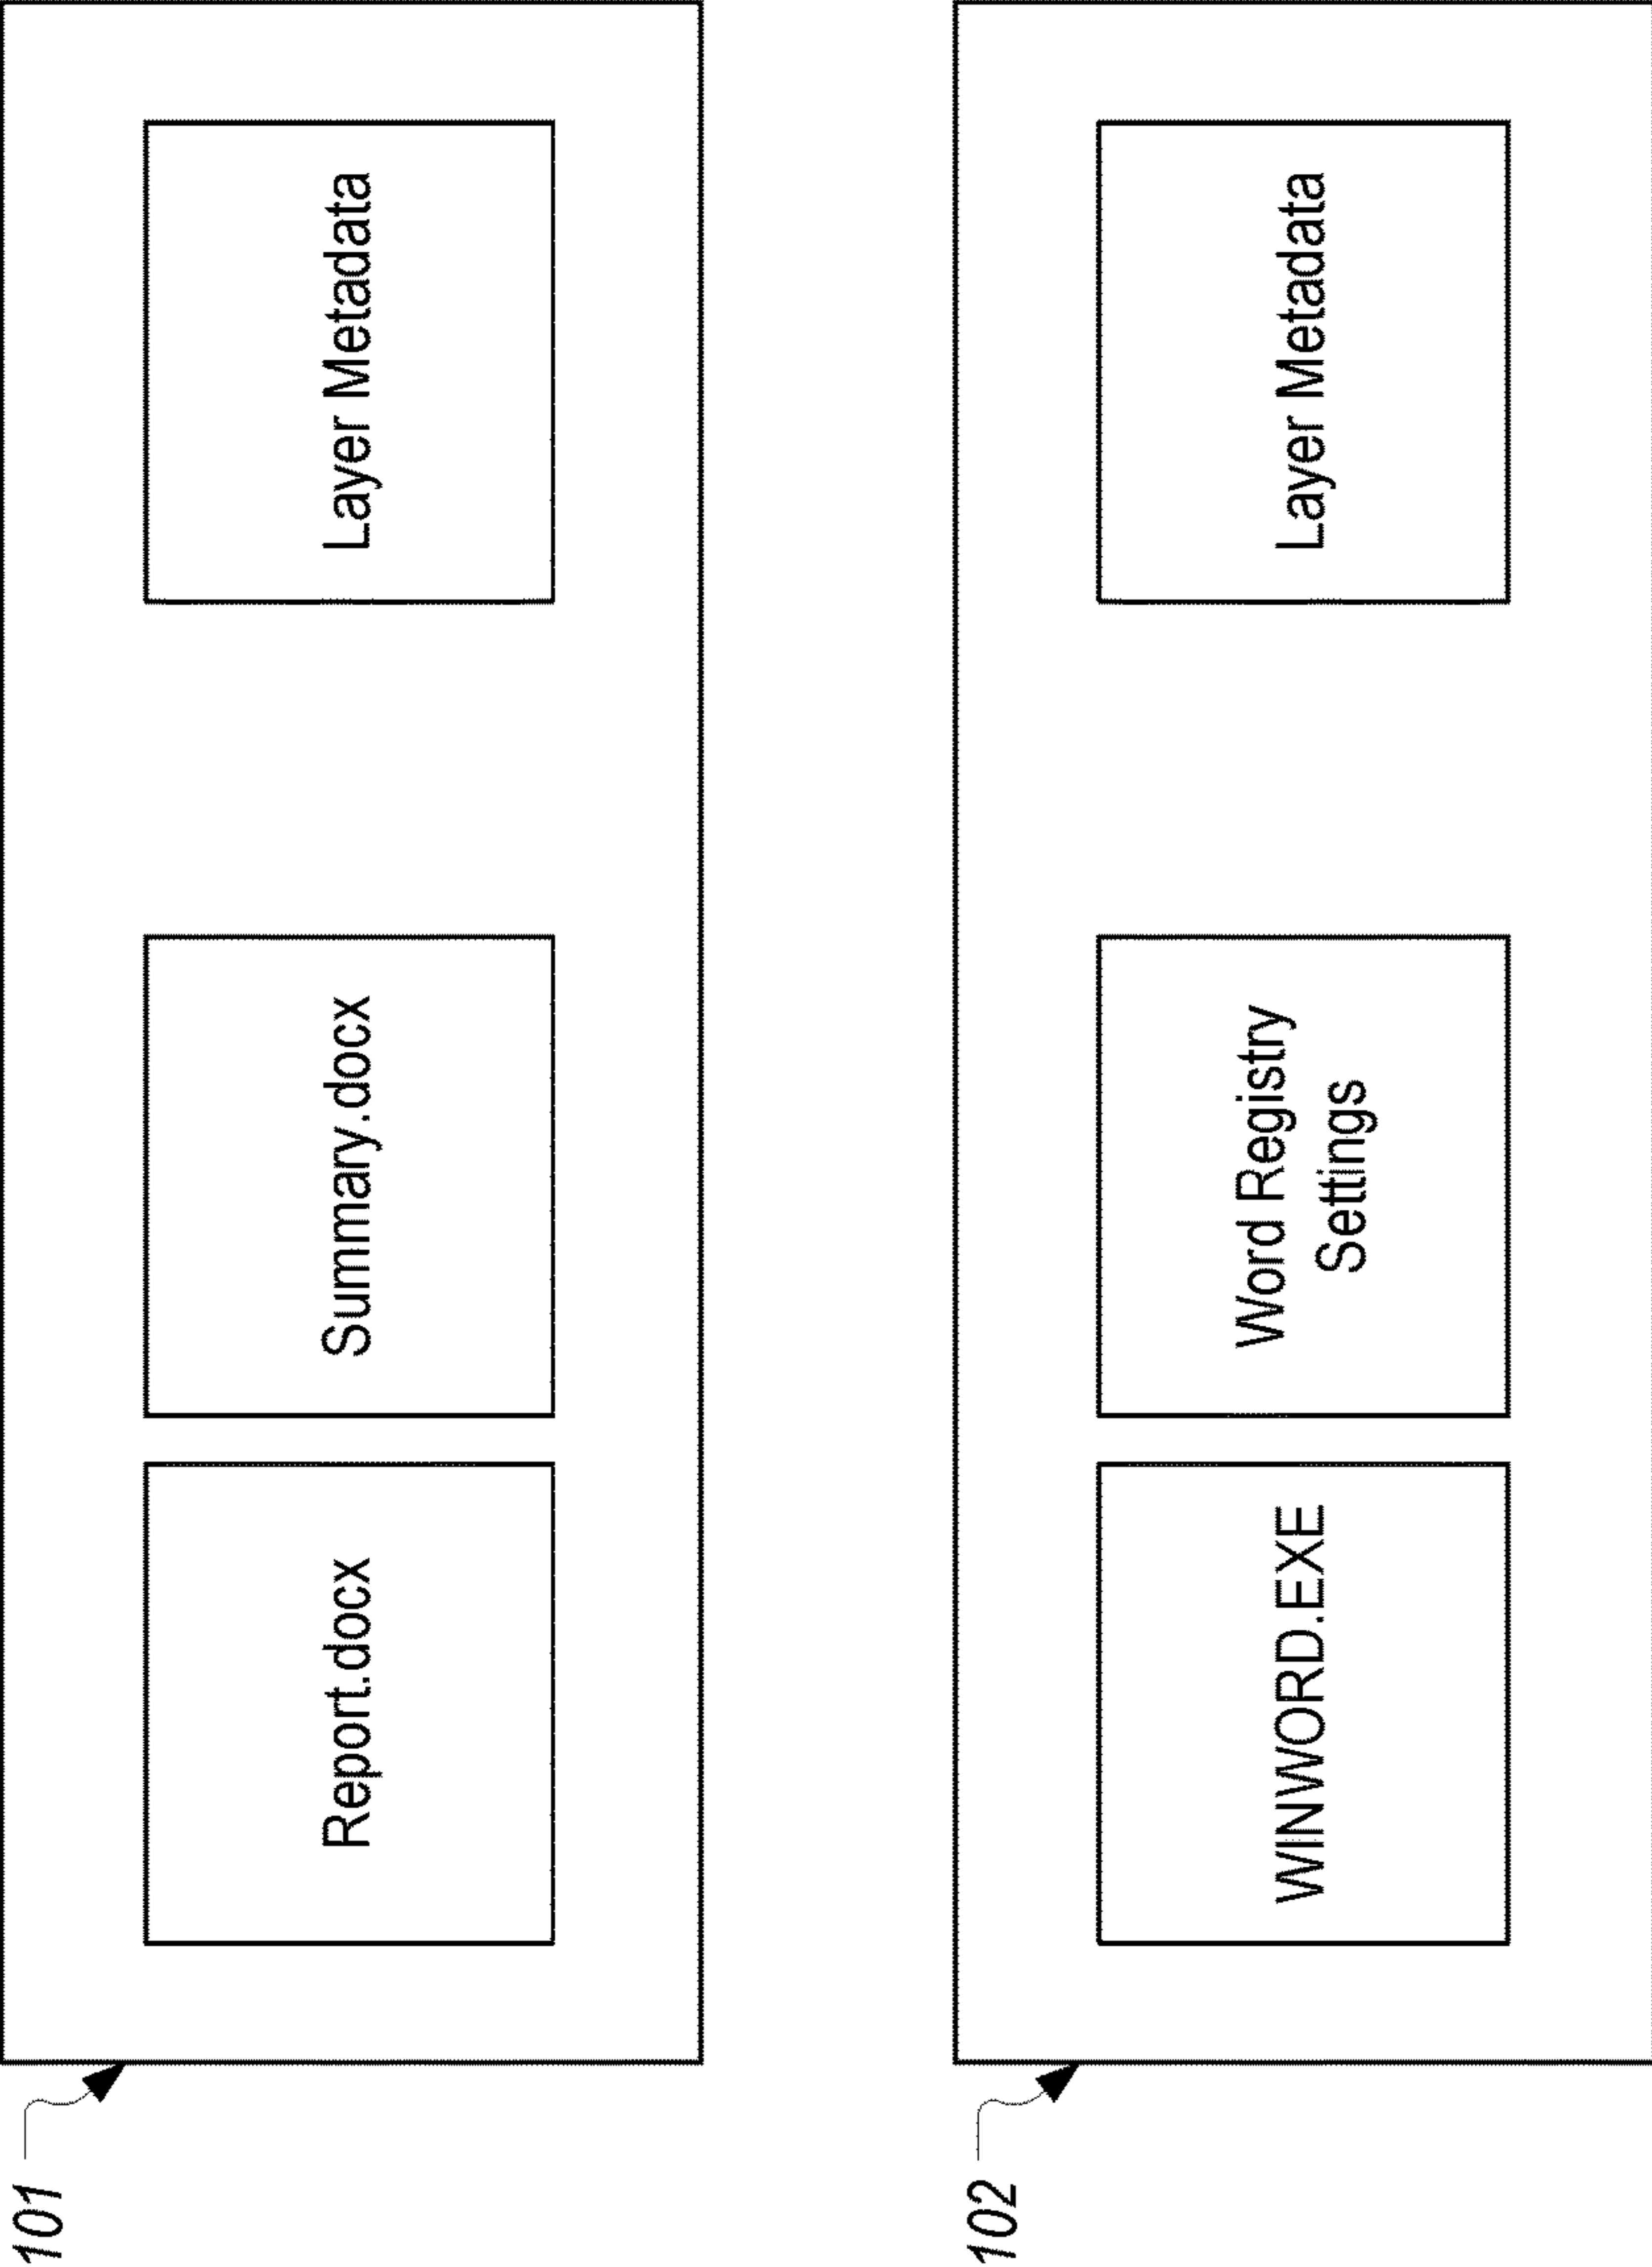 101
Report.docx
Summary.docx
Layer Metadata
102
WINWORD.EXE
Word Registry
Settings
Layer Metadata